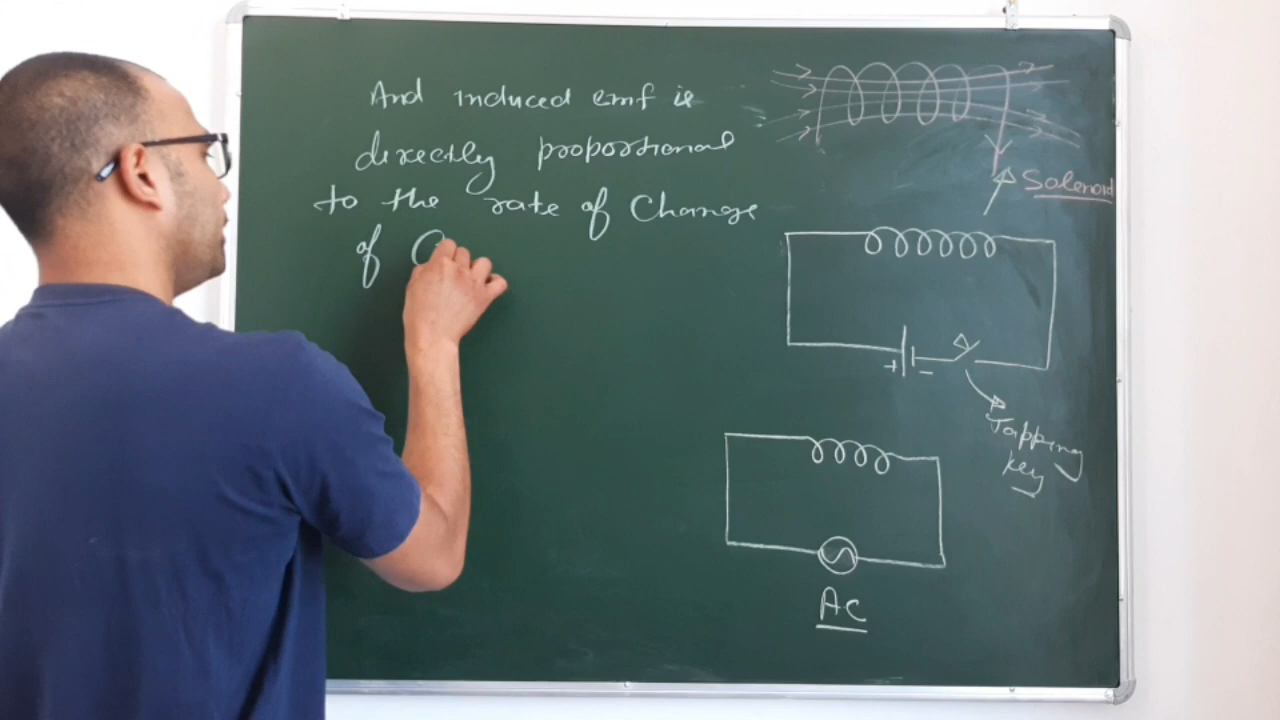 And induced emf is
directly proportional
to the rate of Change
of C
Solenoid
+ -
Tapping
key
AC